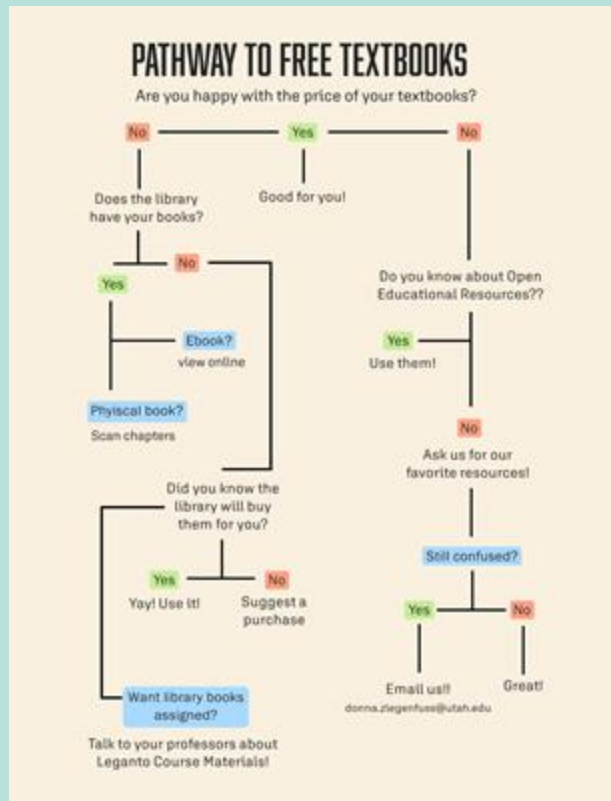 PATHWAY TO FREE TEXTBOOKS
Are you happy with the price of your textbooks?
No
Yes
No
Good for you!
Does the library
have your books?
No
Yes
Ebook?
view online
Phyiscal book?
Scan chapters
Did you know the
library will buy
them for you?
Yes
Yay! Use It!
No
Suggest a
purchase
Want library books
assigned?
Talk to your professors about
Leganto Course Materials!
Do you know about Open
Educational Resources??
Yes
Use them!
No
Ask us for our
favorite resources!
Still confused?
Yes
No
Email us!!
donna.ziegenfuss@utah.edu
Great!